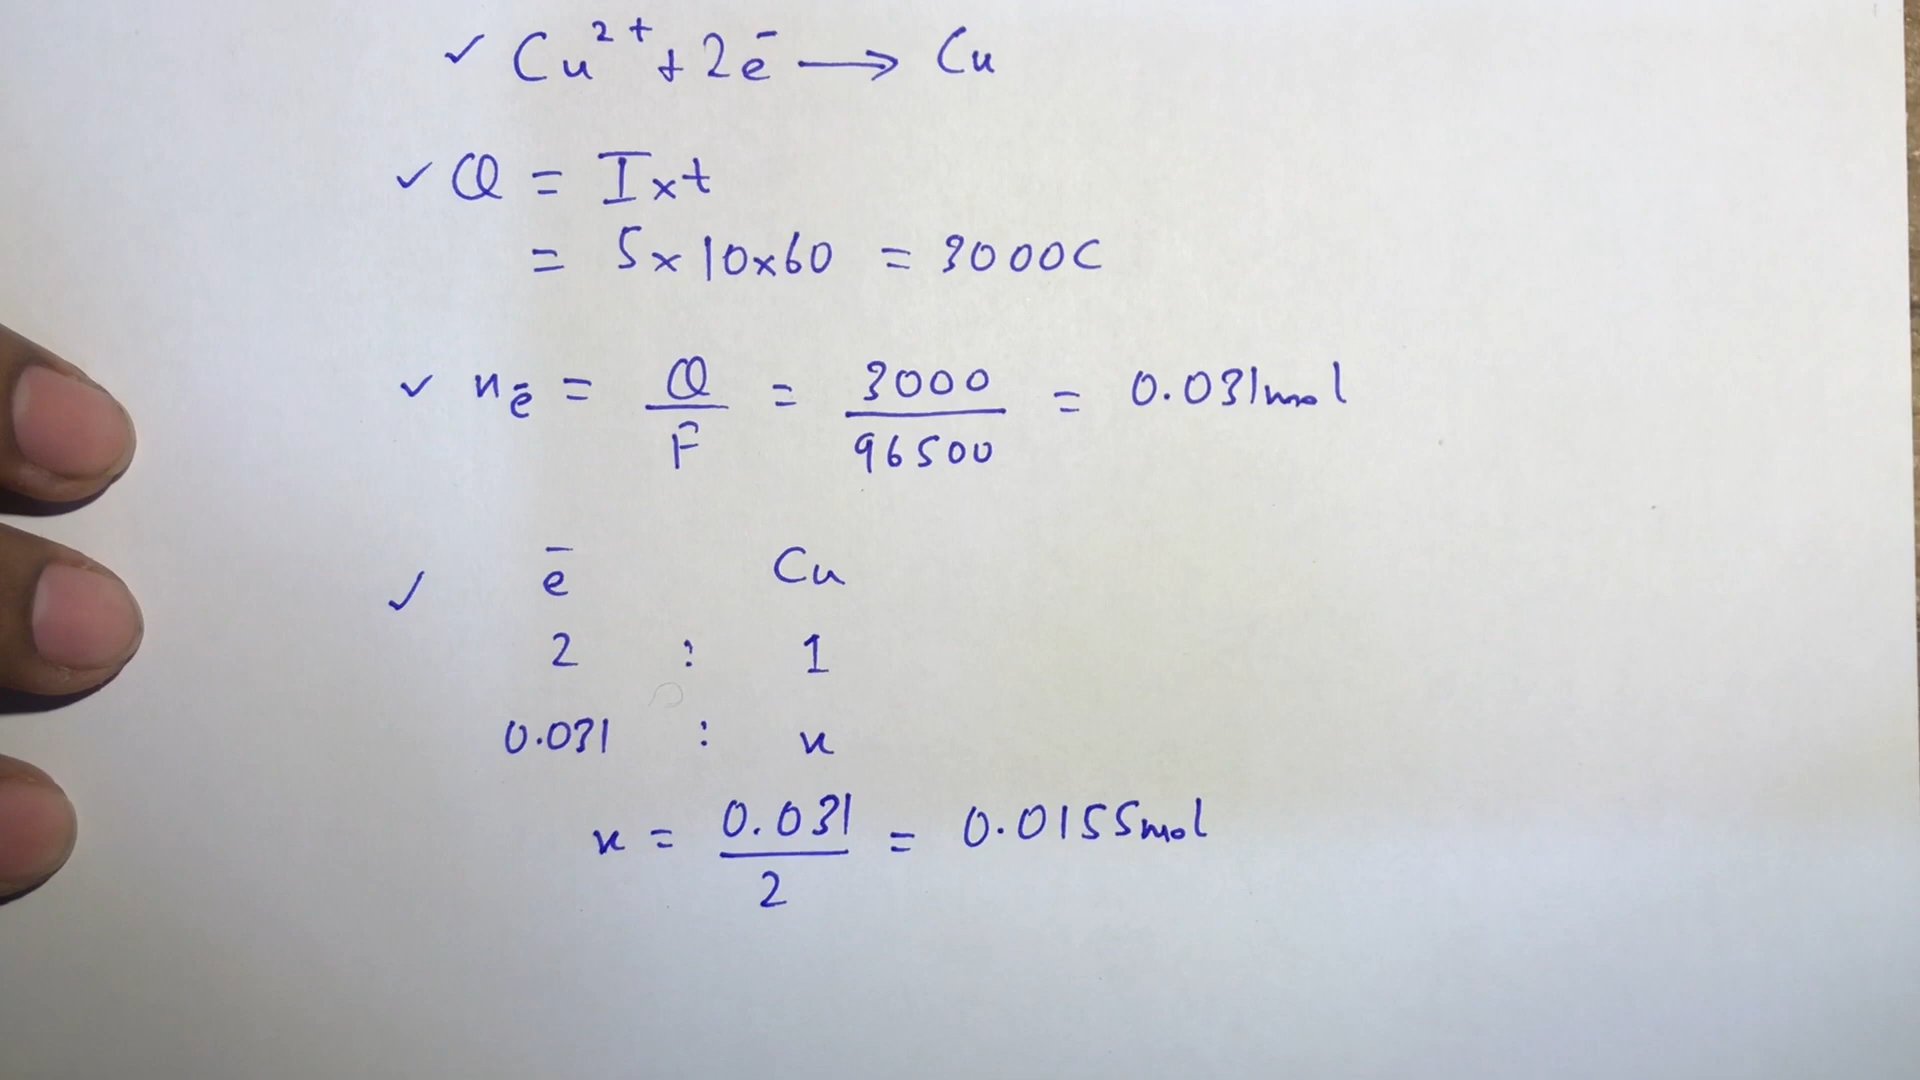 ✓ Cu²⁺ + 2e⁻ ⟶ Cu
✓ Q = I×t
= 5×10×60 = 3000C
✓ nē = Q/F = 3000/96500 = 0.031mol
✓ e⁻ Cu
2 : 1
0.031 : x
x = 0.031/2 = 0.0155mol